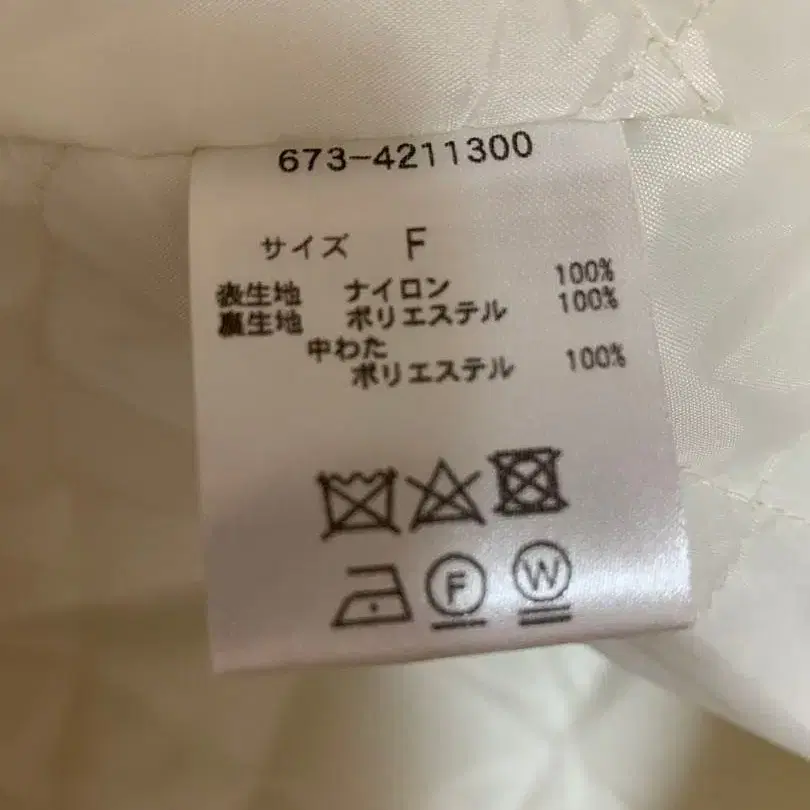 673-4211300
サイズ F
表生地 ナイロン 100%
裏生地 ポリエステル 100%
中わた
ポリエステル 100%
F W